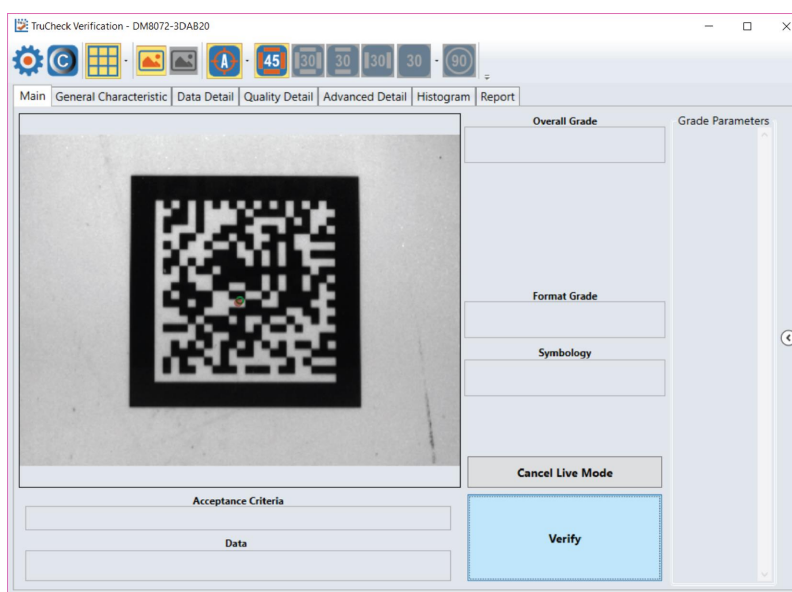 TruCheck Verification - DM8072-3DAB20
C A 45 30 30 30 30 90
Main General Characteristic Data Detail Quality Detail Advanced Detail Histogram Report
Overall Grade
Grade Parameters
Format Grade
Symbology
Cancel Live Mode
Acceptance Criteria
Verify
Data